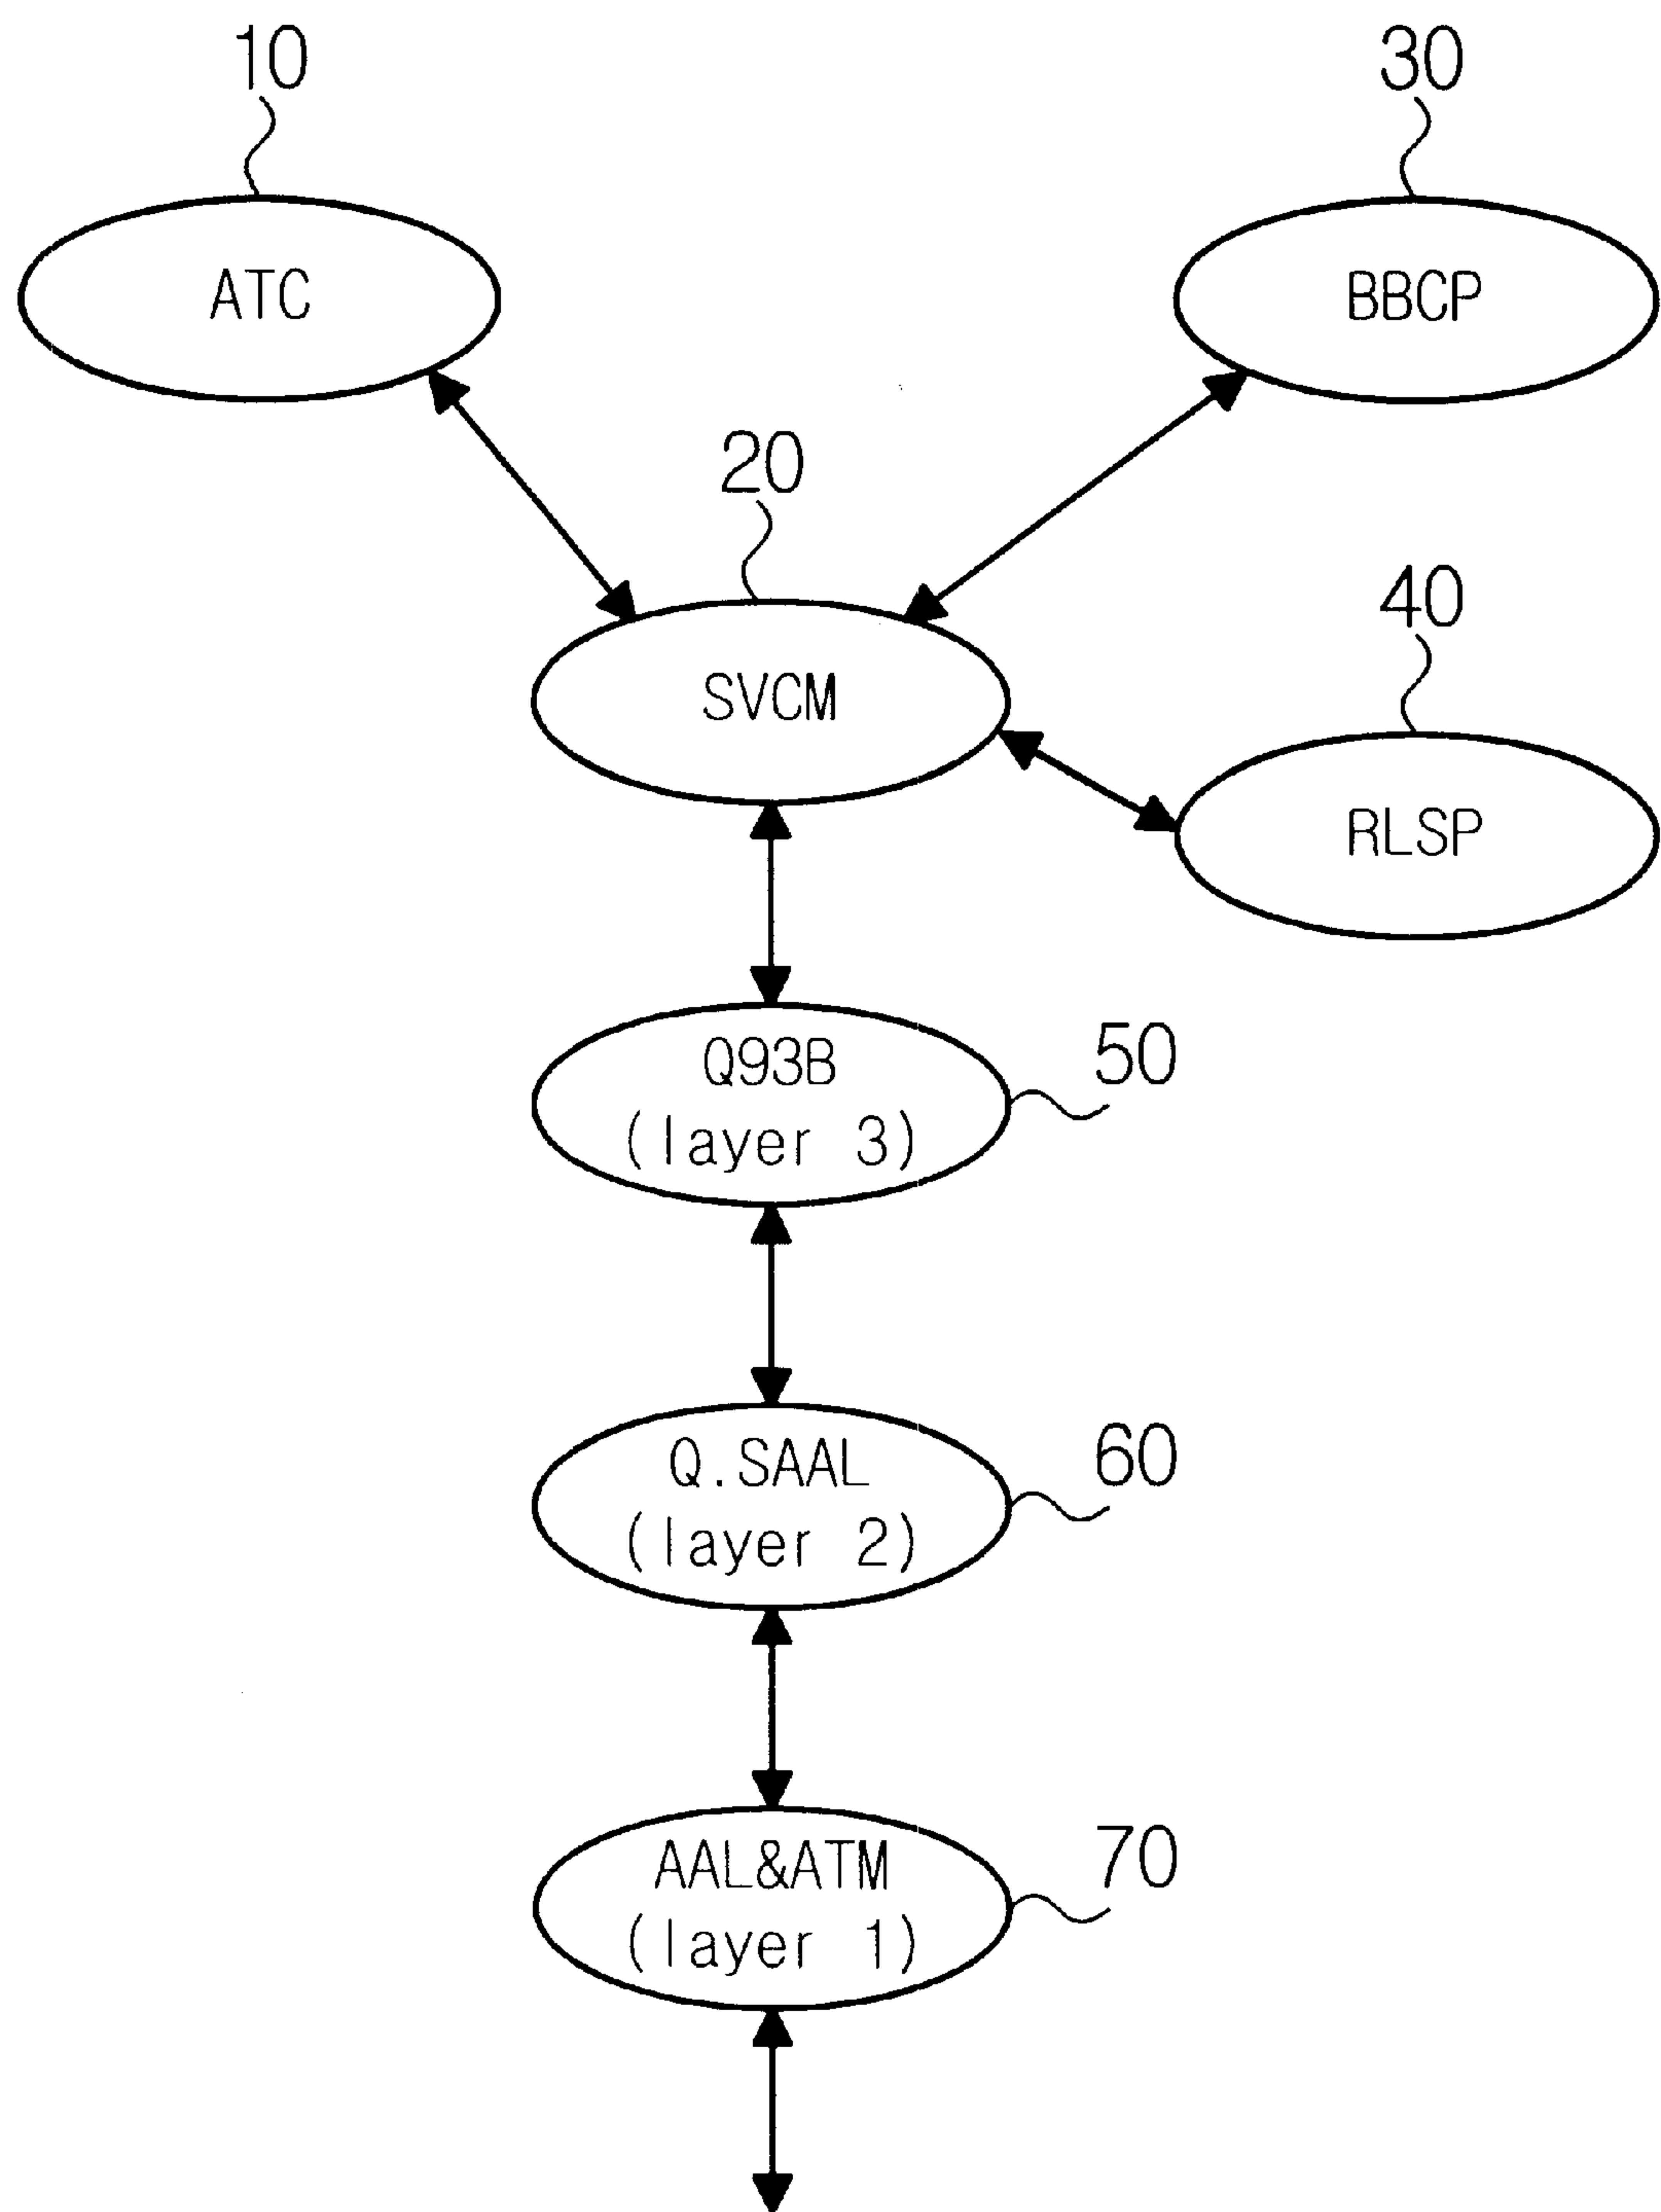 10
30
ATC
BBCP
20
40
SVCM
RLSP
Q93B
(layer 3)
50
Q.SAAL
(layer 2)
60
AAL&ATM
(layer 1)
70